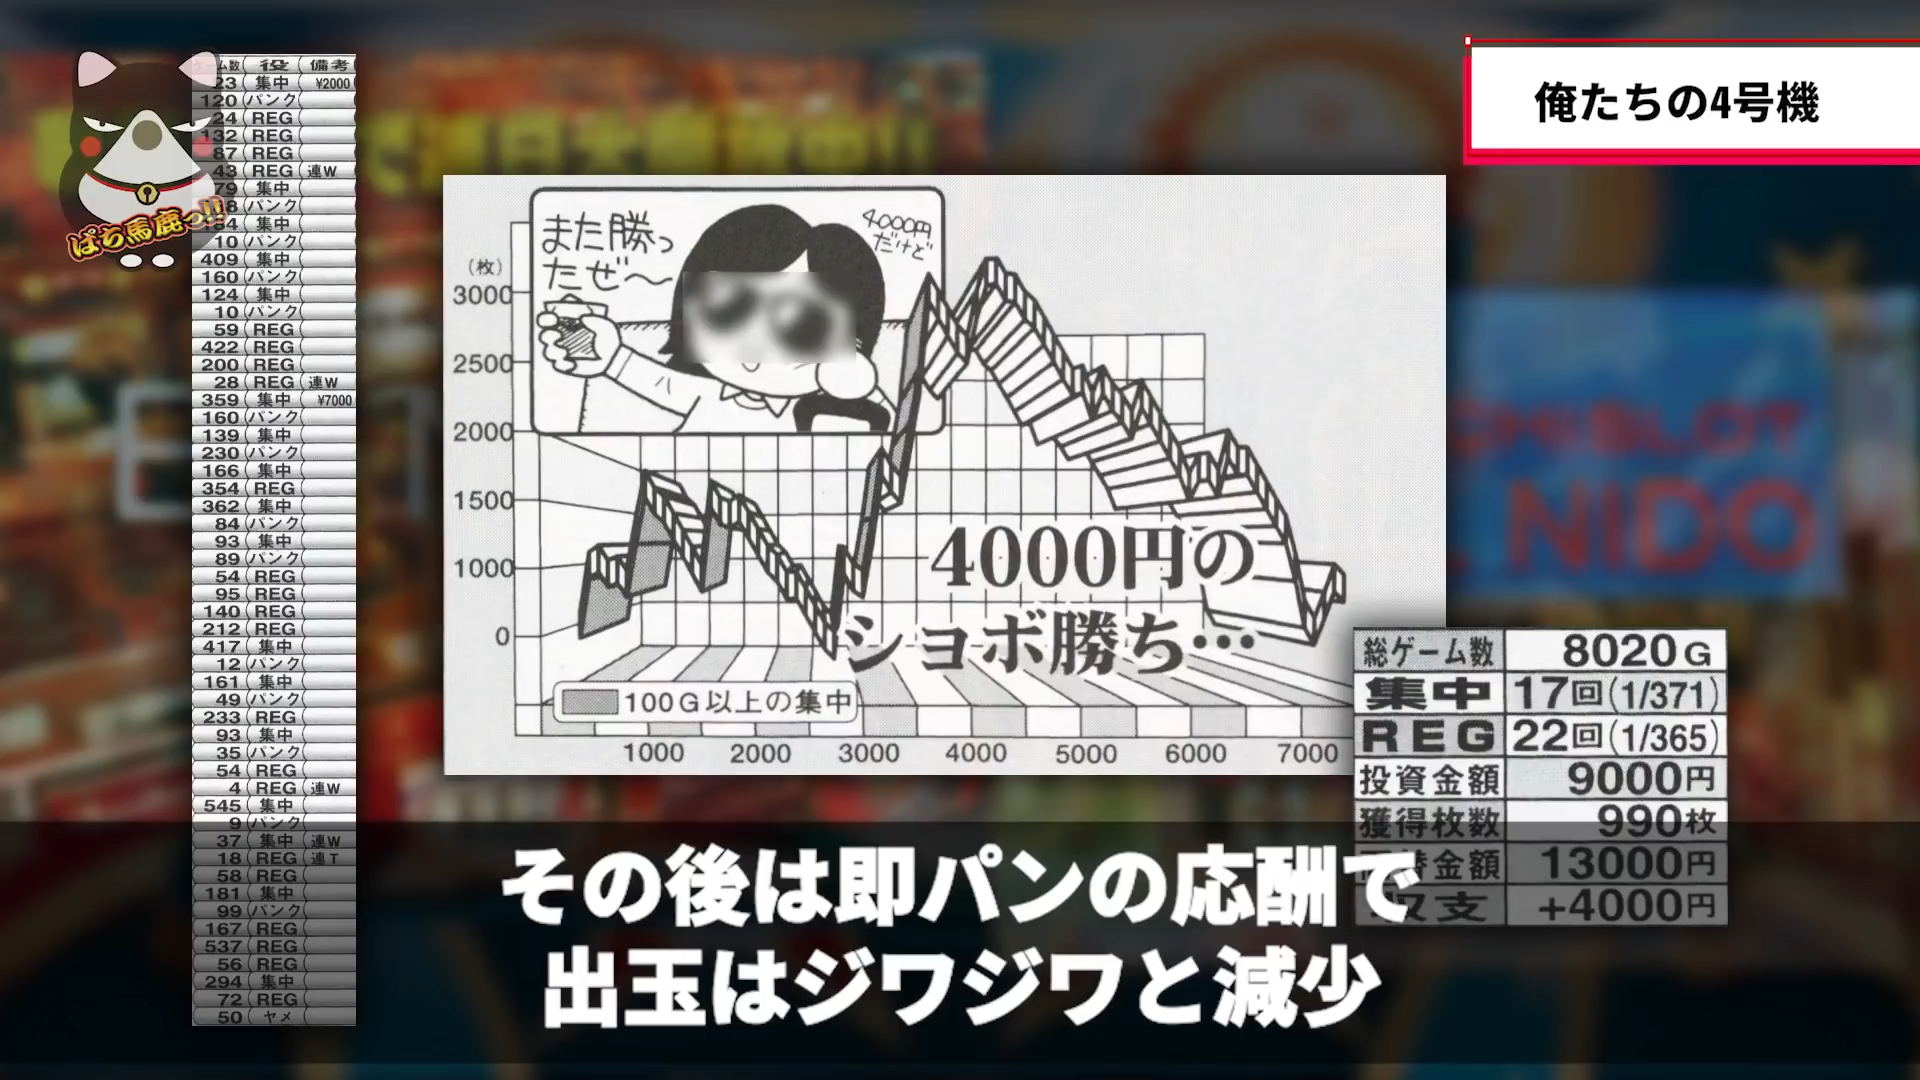 ぱち馬鹿っ!!
ゲーム数 役 備考
23 集中 ¥2000
120 パンク
24 REG
132 REG
87 REG
43 REG 連W
79 集中
8 パンク
84 集中
10 パンク
409 集中
160 パンク
124 集中
10 パンク
59 REG
422 REG
200 REG
28 REG 連W
359 集中 ¥7000
160 パンク
139 集中
230 パンク
166 集中
354 REG
362 集中
84 パンク
93 集中
89 パンク
54 REG
95 REG
140 REG
212 REG
417 集中
12 パンク
161 集中
49 パンク
233 REG
93 集中
35 パンク
54 REG
4 REG 連W
545 集中
9 パンク
37 集中 連W
18 REG 連T
58 REG
181 集中
99 パンク
167 REG
537 REG
56 REG
294 集中
72 REG
50 ヤメ
俺たちの4号機
また勝っ
たぜ〜
4000円
だけど
(枚)
3000
2500
2000
1500
1000
0
4000円の
ショボ勝ち…
100G以上の集中
1000 2000 3000 4000 5000 6000 7000
総ゲーム数 8020G
集中 17回(1/371)
REG 22回(1/365)
投資金額 9000円
獲得枚数 990枚
替金額 13000円
収支 +4000円
NIDO
その後は即パンの応酬で
出玉はジワジワと減少